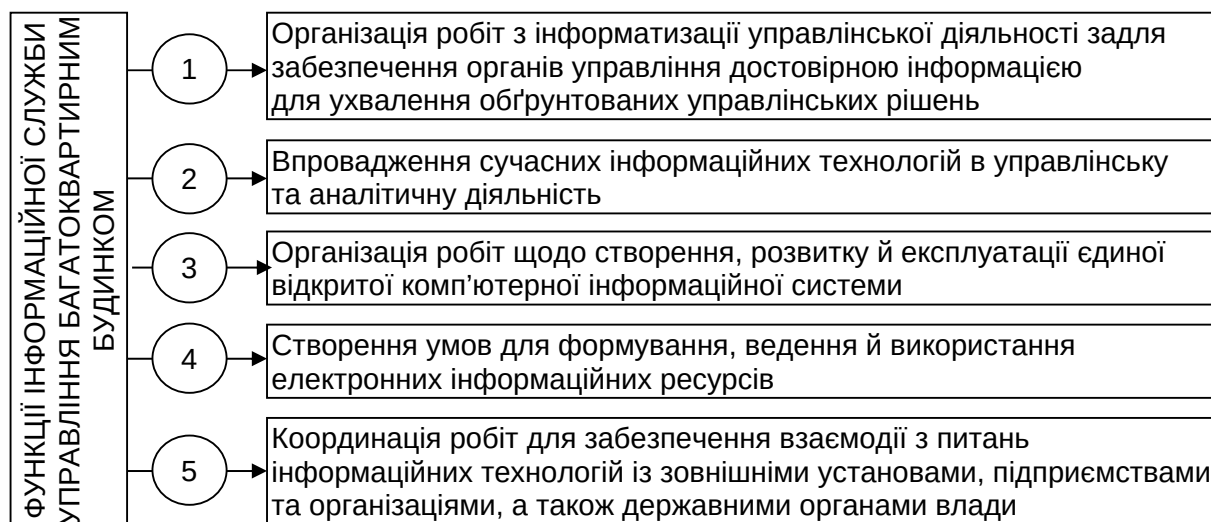 ФУНКЦІЇ ІНФОРМАЦІЙНОЇ СЛУЖБИ
УПРАВЛІННЯ БАГАТОКВАРТИРНИМ
БУДИНКОМ
1
Організація робіт з інформатизації управлінської діяльності задля
забезпечення органів управління достовірною інформацією
для ухвалення обґрунтованих управлінських рішень
2
Впровадження сучасних інформаційних технологій в управлінську
та аналітичну діяльність
3
Організація робіт щодо створення, розвитку й експлуатації єдиної
відкритої комп’ютерної інформаційної системи
4
Створення умов для формування, ведення й використання
електронних інформаційних ресурсів
5
Координація робіт для забезпечення взаємодії з питань
інформаційних технологій із зовнішніми установами, підприємствами
та організаціями, а також державними органами влади